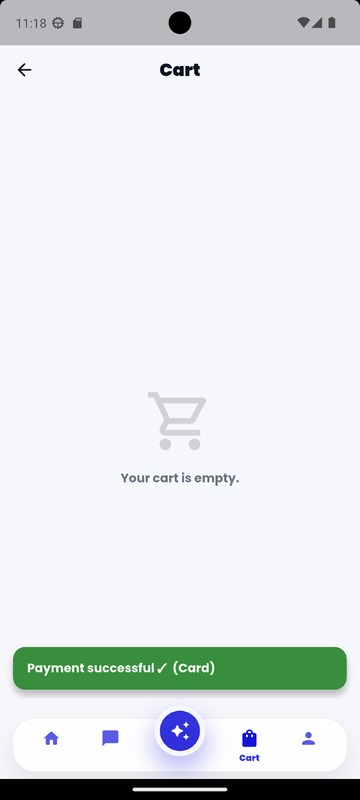 11:18
Cart
Your cart is empty.
Payment successful ✓ (Card)
Cart